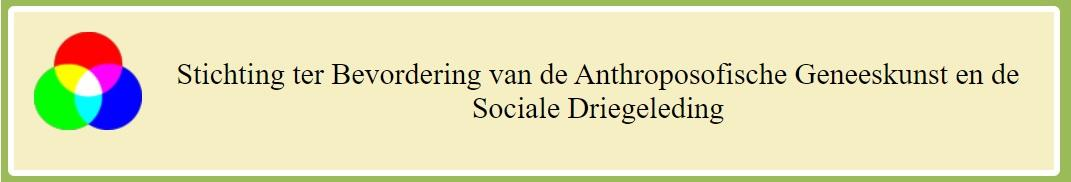 Stichting ter Bevordering van de Anthroposofische Geneeskunst en de
Sociale Driegeleding